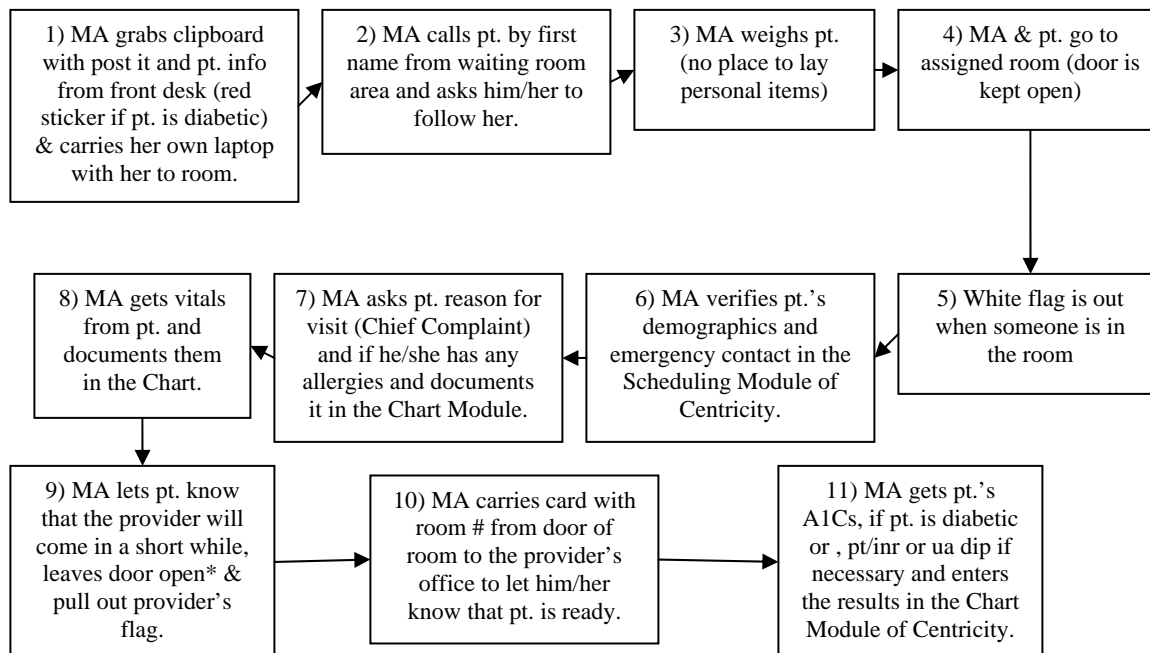 1) MA grabs clipboard
with post it and pt. info
from front desk (red
sticker if pt. is diabetic)
& carries her own laptop
with her to room.
2) MA calls pt. by first
name from waiting room
area and asks him/her to
follow her.
3) MA weighs pt.
(no place to lay
personal items)
4) MA & pt. go to
assigned room (door is
kept open)
5) White flag is out
when someone is in
the room
6) MA verifies pt.'s
demographics and
emergency contact in the
Scheduling Module of
Centricity.
7) MA asks pt. reason for
visit (Chief Complaint)
and if he/she has any
allergies and documents
it in the Chart Module.
8) MA gets vitals
from pt. and
documents them
in the Chart.
9) MA lets pt. know
that the provider will
come in a short while,
leaves door open* &
pull out provider's
flag.
10) MA carries card with
room # from door of
room to the provider's
office to let him/her
know that pt. is ready.
11) MA gets pt.'s
A1Cs, if pt. is diabetic
or , pt/inr or ua dip if
necessary and enters
the results in the Chart
Module of Centricity.